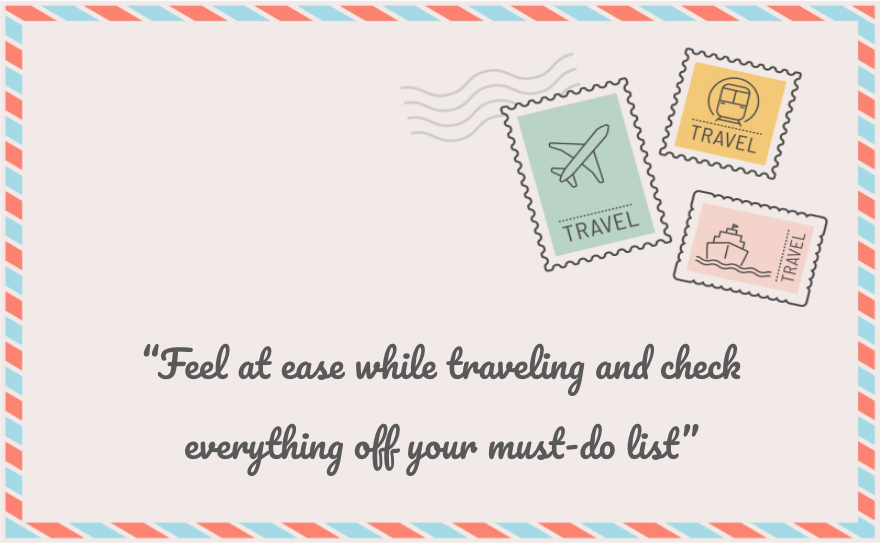 TRAVEL
TRAVEL
TRAVEL
“Feel at ease while traveling and check
everything off your must-do list”